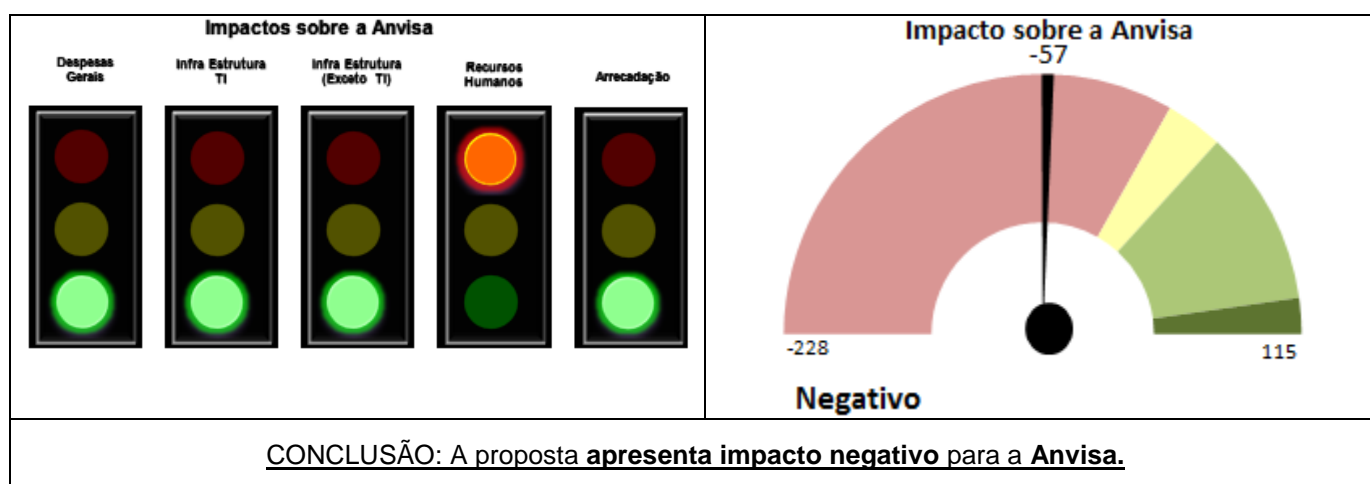 Impactos sobre a Anvisa
Despesas
Gerais
Infra Estrutura
TI
Infra Estrutura
(Exceto TI)
Recursos
Humanos
Arrecadação
Impacto sobre a Anvisa
-57
-228
115
Negativo
CONCLUSÃO: A proposta apresenta impacto negativo para a Anvisa.